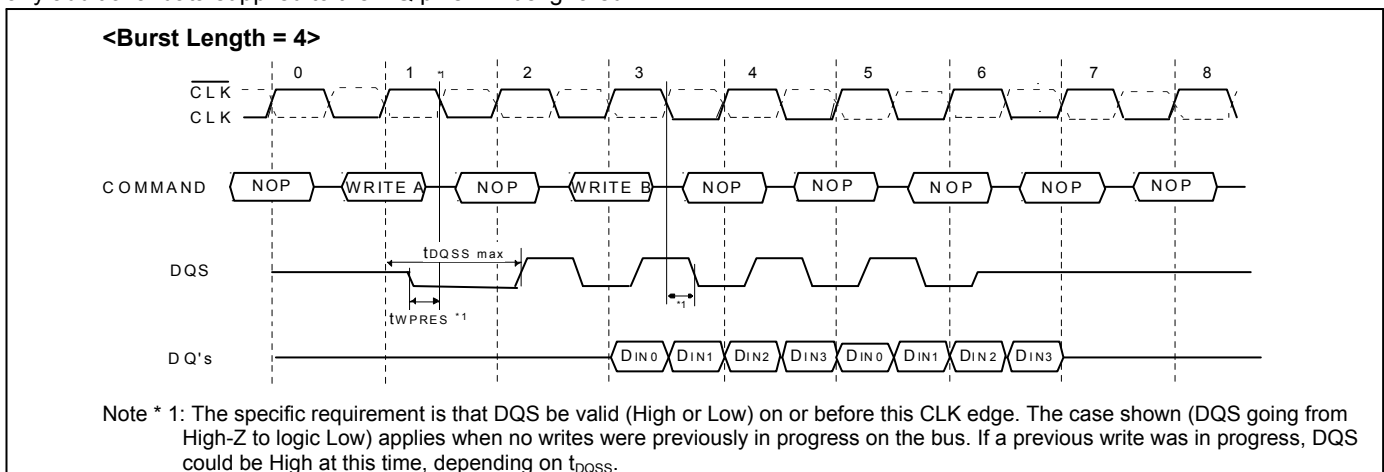 <Burst Length = 4>
0 1 *1 2 3 4 5 6 7 8
CLK
CLK
COMMAND NOP WRITE A NOP WRITE B NOP NOP NOP NOP NOP
tDQSS max
DQS
*1
tWPRES *1
DQ's DIN0 DIN1 DIN2 DIN3 DIN0 DIN1 DIN2 DIN3
Note * 1: The specific requirement is that DQS be valid (High or Low) on or before this CLK edge. The case shown (DQS going from
High-Z to logic Low) applies when no writes were previously in progress on the bus. If a previous write was in progress, DQS
could be High at this time, depending on tDQSS.